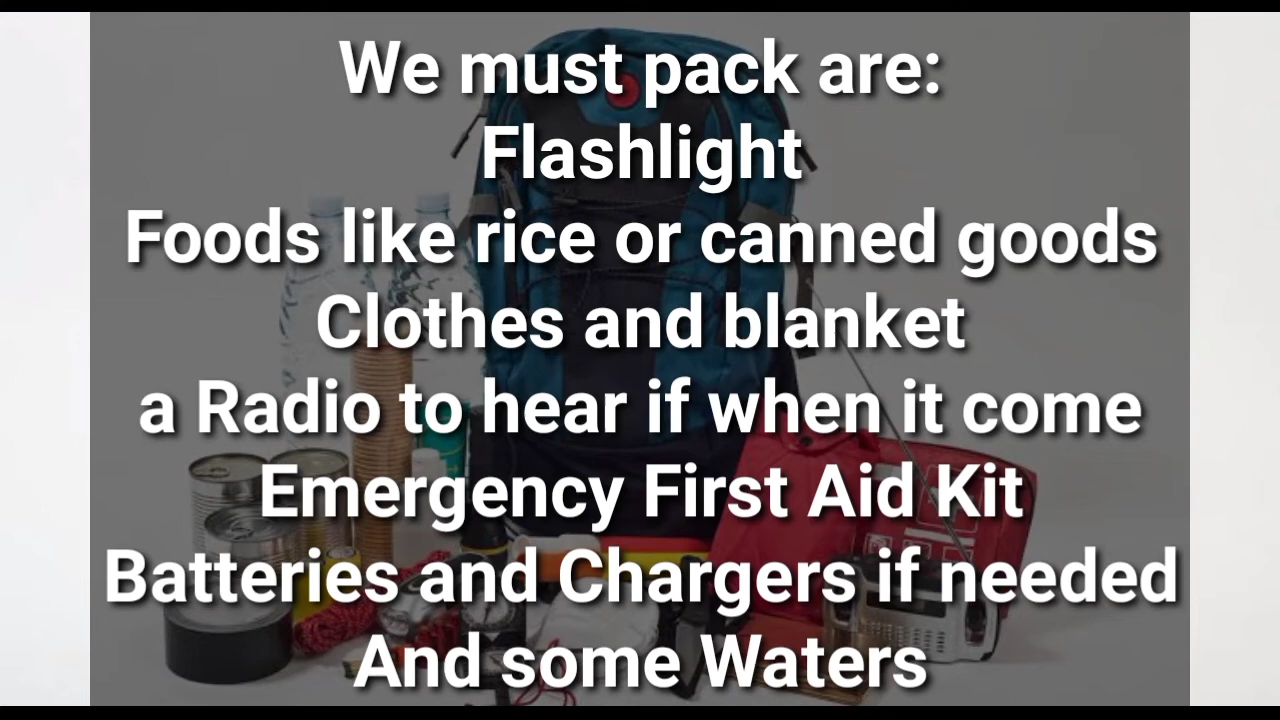 We must pack are:
Flashlight
Foods like rice or canned goods
Clothes and blanket
a Radio to hear if when it come
Emergency First Aid Kit
Batteries and Chargers if needed
And some Waters